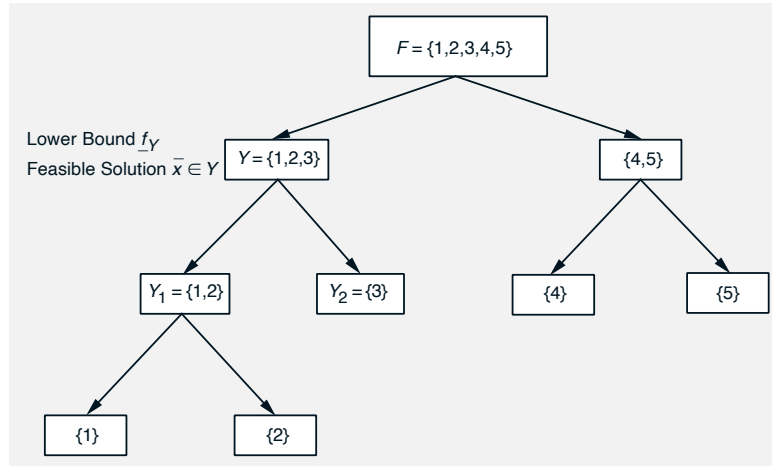 F = {1,2,3,4,5}
Lower Bound f_Y
Feasible Solution x̄ ∈ Y
Y = {1,2,3}
{4,5}
Y₁ = {1,2}
Y₂ = {3}
{4}
{5}
{1}
{2}